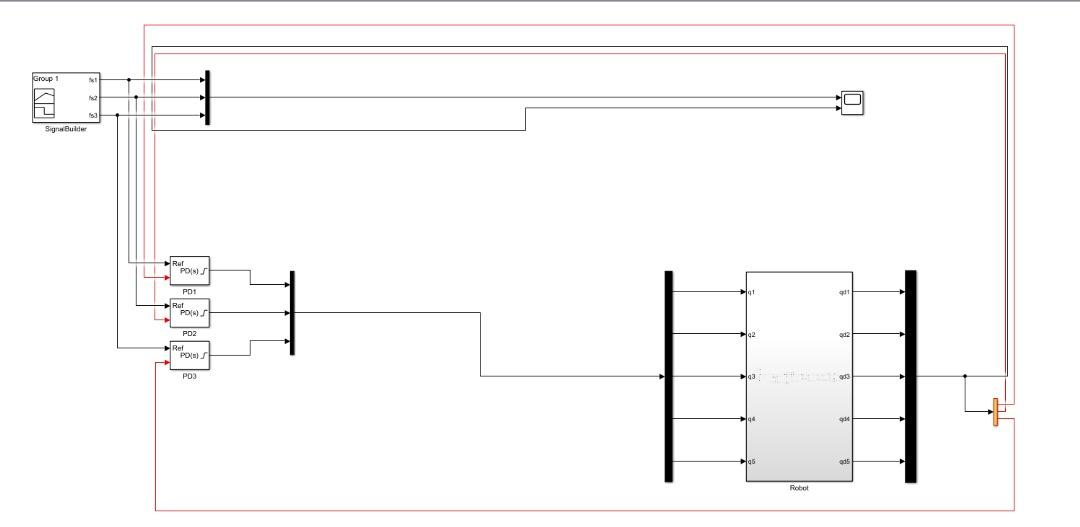 Group 1
fs1
fs2
fs3
SignalBuilder
Ref
PD(s)
PD1
Ref
PD(s)
PD2
Ref
PD(s)
PD3
q1
qd1
q2
qd2
q3
qd3
q4
qd4
q5
qd5
Robot